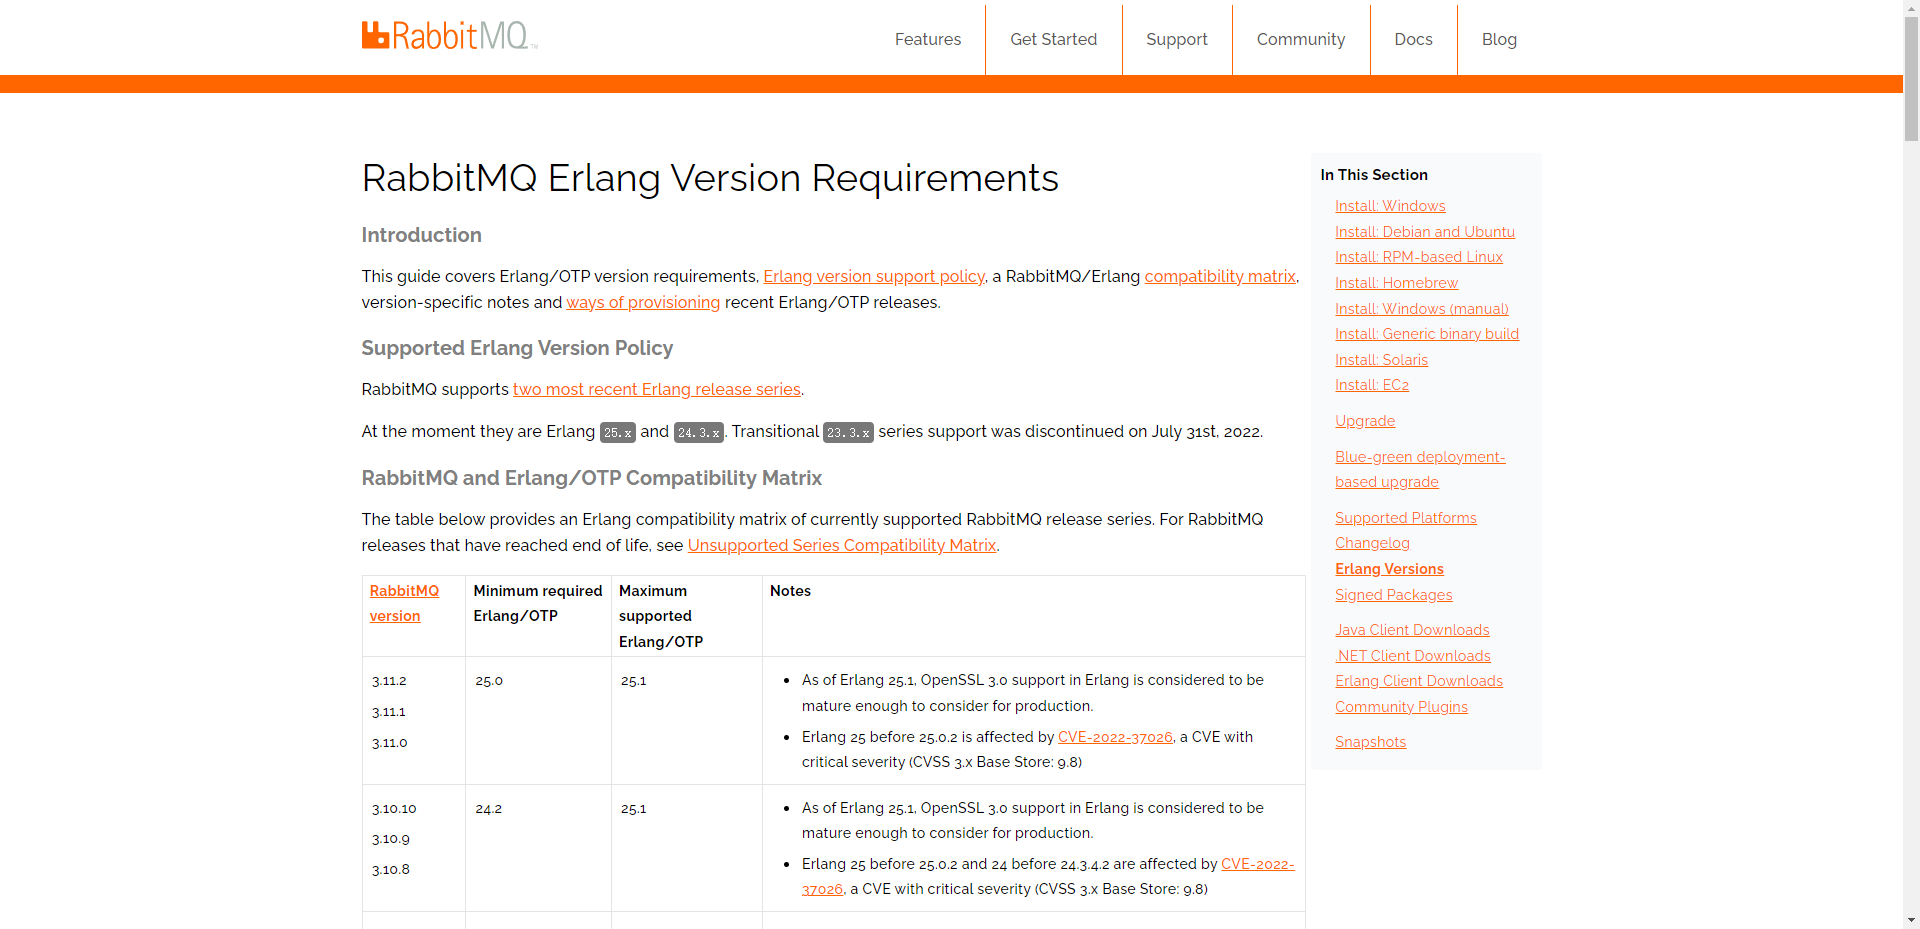 RabbitMQ™
Features
Get Started
Support
Community
Docs
Blog
RabbitMQ Erlang Version Requirements
Introduction
This guide covers Erlang/OTP version requirements, Erlang version support policy, a RabbitMQ/Erlang compatibility matrix,
version-specific notes and ways of provisioning recent Erlang/OTP releases.
Supported Erlang Version Policy
RabbitMQ supports two most recent Erlang release series.
At the moment they are Erlang 25.x and 24.3.x. Transitional 23.3.x series support was discontinued on July 31st, 2022.
RabbitMQ and Erlang/OTP Compatibility Matrix
The table below provides an Erlang compatibility matrix of currently supported RabbitMQ release series. For RabbitMQ
releases that have reached end of life, see Unsupported Series Compatibility Matrix.
RabbitMQ
version
Minimum required
Erlang/OTP
Maximum
supported
Erlang/OTP
Notes
3.11.2
3.11.1
3.11.0
25.0
25.1
• As of Erlang 25.1, OpenSSL 3.0 support in Erlang is considered to be
mature enough to consider for production.
• Erlang 25 before 25.0.2 is affected by CVE-2022-37026, a CVE with
critical severity (CVSS 3.x Base Store: 9.8)
3.10.10
3.10.9
3.10.8
24.2
25.1
• As of Erlang 25.1, OpenSSL 3.0 support in Erlang is considered to be
mature enough to consider for production.
• Erlang 25 before 25.0.2 and 24 before 24.3.4.2 are affected by CVE-2022-
37026, a CVE with critical severity (CVSS 3.x Base Store: 9.8)
In This Section
Install: Windows
Install: Debian and Ubuntu
Install: RPM-based Linux
Install: Homebrew
Install: Windows (manual)
Install: Generic binary build
Install: Solaris
Install: EC2
Upgrade
Blue-green deployment-
based upgrade
Supported Platforms
Changelog
Erlang Versions
Signed Packages
Java Client Downloads
.NET Client Downloads
Erlang Client Downloads
Community Plugins
Snapshots